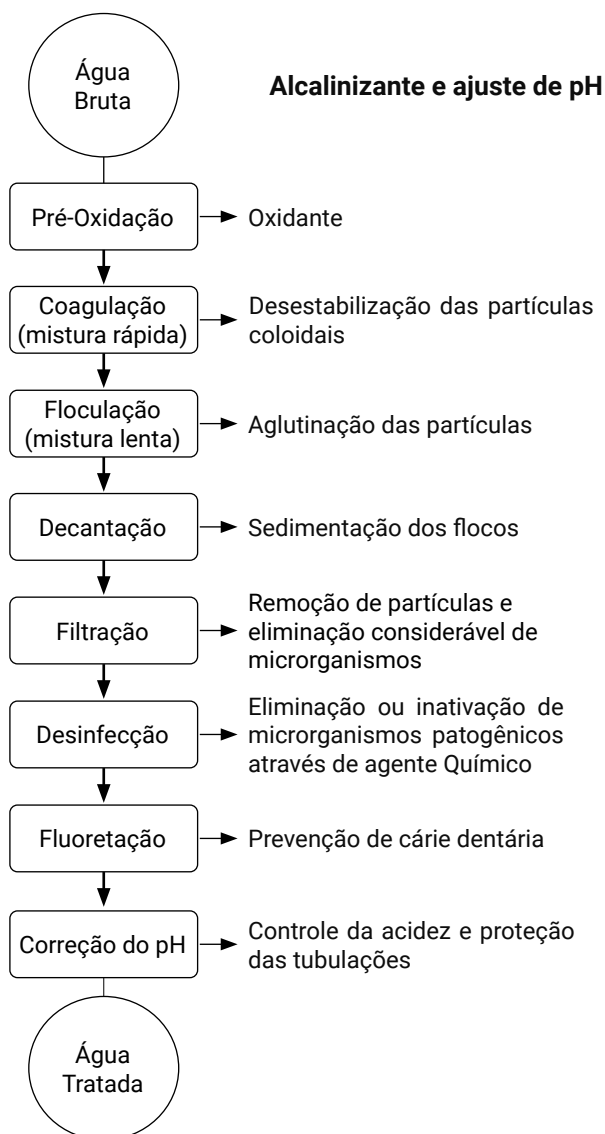 Água
Bruta
Alcalinizante e ajuste de pH
Pré-Oxidação
Oxidante
Coagulação
(mistura rápida)
Desestabilização das partículas
coloidais
Floculação
(mistura lenta)
Aglutinação das partículas
Decantação
Sedimentação dos flocos
Filtração
Remoção de partículas e
eliminação considerável de
microrganismos
Desinfecção
Eliminação ou inativação de
microrganismos patogênicos
através de agente Químico
Fluoretação
Prevenção de cárie dentária
Correção do pH
Controle da acidez e proteção
das tubulações
Água
Tratada